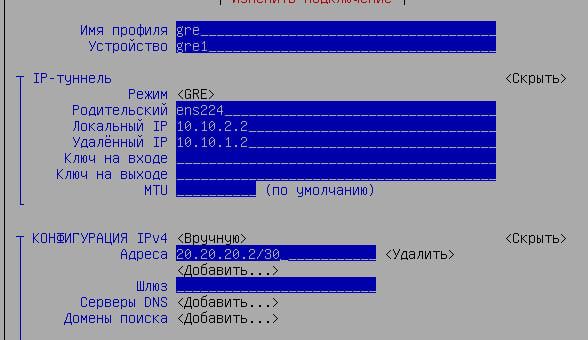 Изменить подключение
Имя профиля gre
Устройство gre1
IP-туннель <Скрыть>
Режим <GRE>
Родительский ens224
Локальный IP 10.10.2.2
Удалённый IP 10.10.1.2
Ключ на входе
Ключ на выходе
MTU (по умолчанию)
КОНФИГУРАЦИЯ IPv4 <Вручную> <Скрыть>
Адреса 20.20.20.2/30 <Удалить>
<Добавить...>
Шлюз
Серверы DNS <Добавить...>
Домены поиска <Добавить...>